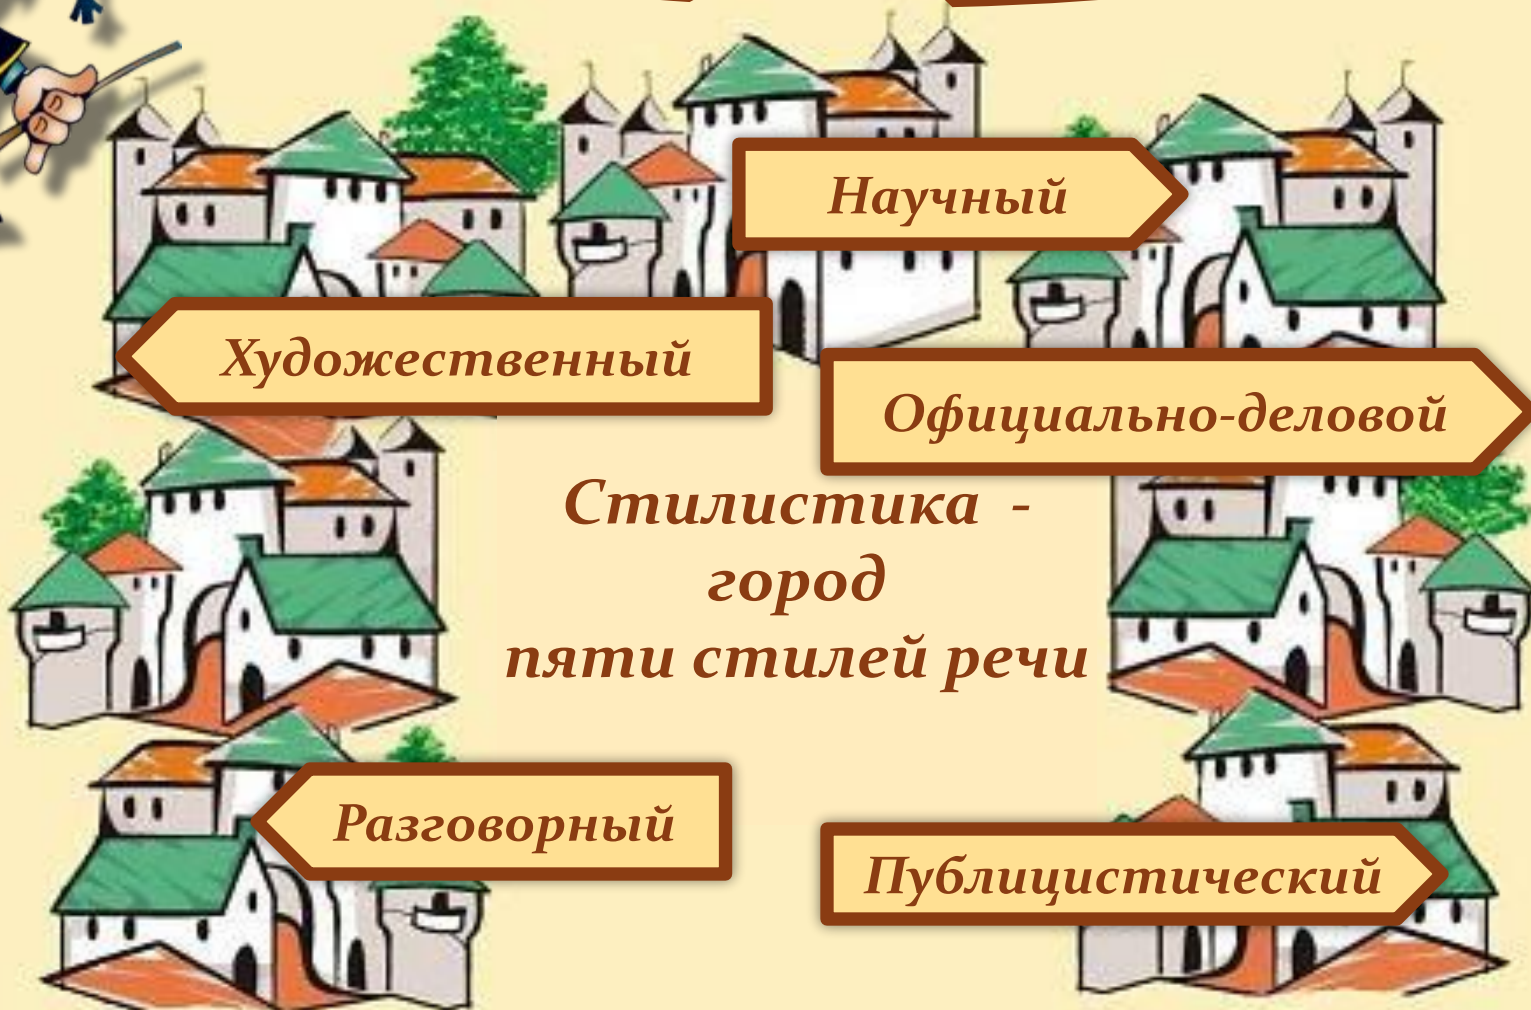 Научный
Художественный
Официально-деловой
Стилистика -
город
пяти стилей речи
Разговорный
Публицистический